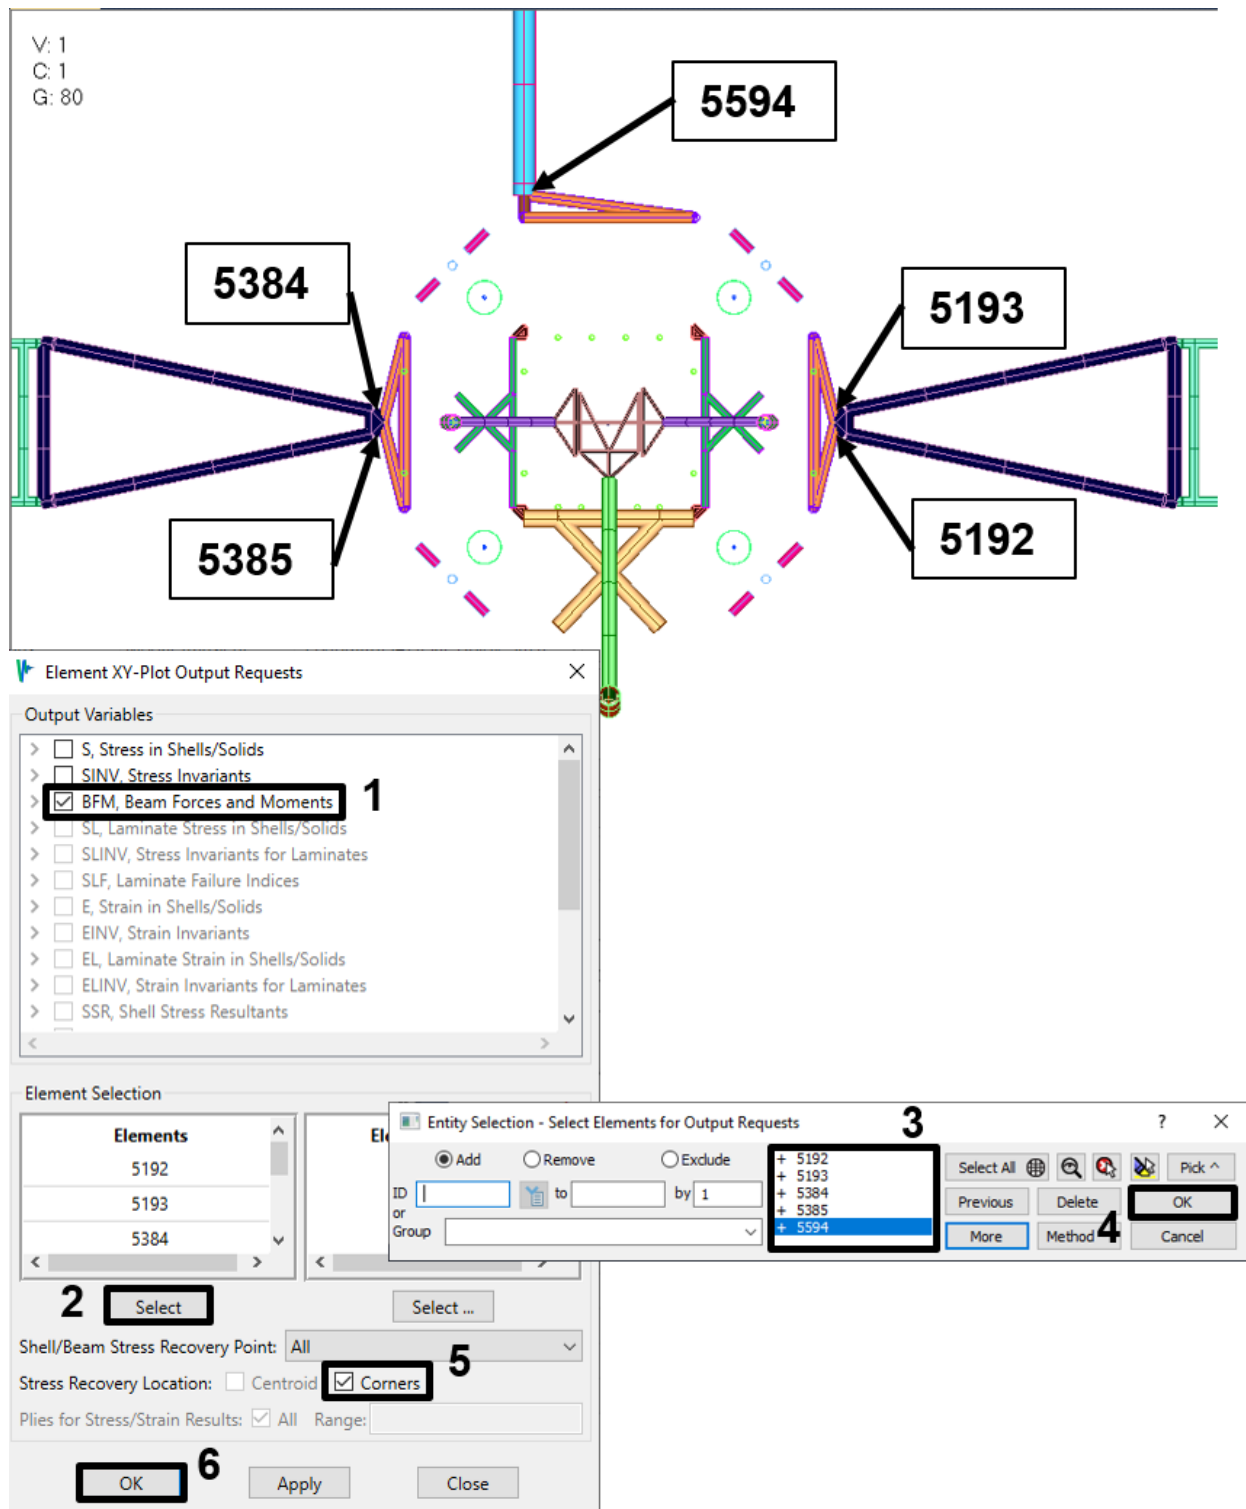 V: 1
C: 1
G: 80
5594
5384
5193
5385
5192
Element XY-Plot Output Requests
Output Variables
S, Stress in Shells/Solids
SINV, Stress Invariants
BFM, Beam Forces and Moments
1
SL, Laminate Stress in Shells/Solids
SLINV, Stress Invariants for Laminates
SLF, Laminate Failure Indices
E, Strain in Shells/Solids
EINV, Strain Invariants
EL, Laminate Strain in Shells/Solids
ELINV, Strain Invariants for Laminates
SSR, Shell Stress Resultants
Element Selection
Elements
El
5192
5193
5384
2
Select
Select ...
Entity Selection - Select Elements for Output Requests
3
?
Add
Remove
Exclude
ID
to
by
1
or
Group
+ 5192
+ 5193
+ 5384
+ 5385
+ 5594
Select All
Pick ^
Previous
Delete
OK
More
Method
4
Cancel
Shell/Beam Stress Recovery Point: All
5
Stress Recovery Location: Centroid Corners
Plies for Stress/Strain Results: All Range:
OK
6
Apply
Close